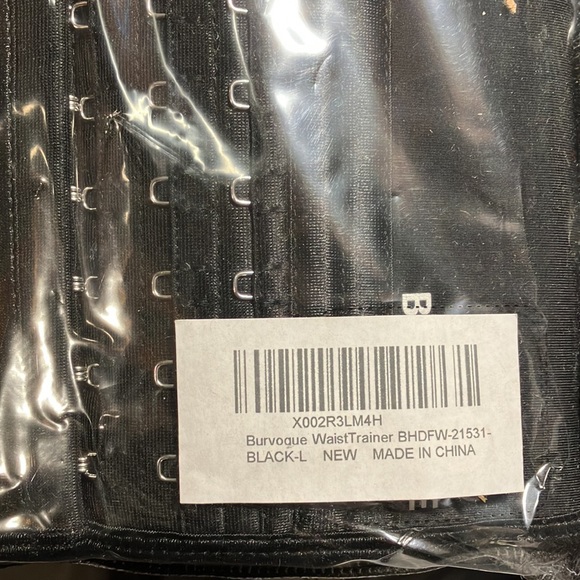 B
X002R3LM4H
Burvogue WaistTrainer BHDFW-21531-
BLACK-L NEW MADE IN CHINA